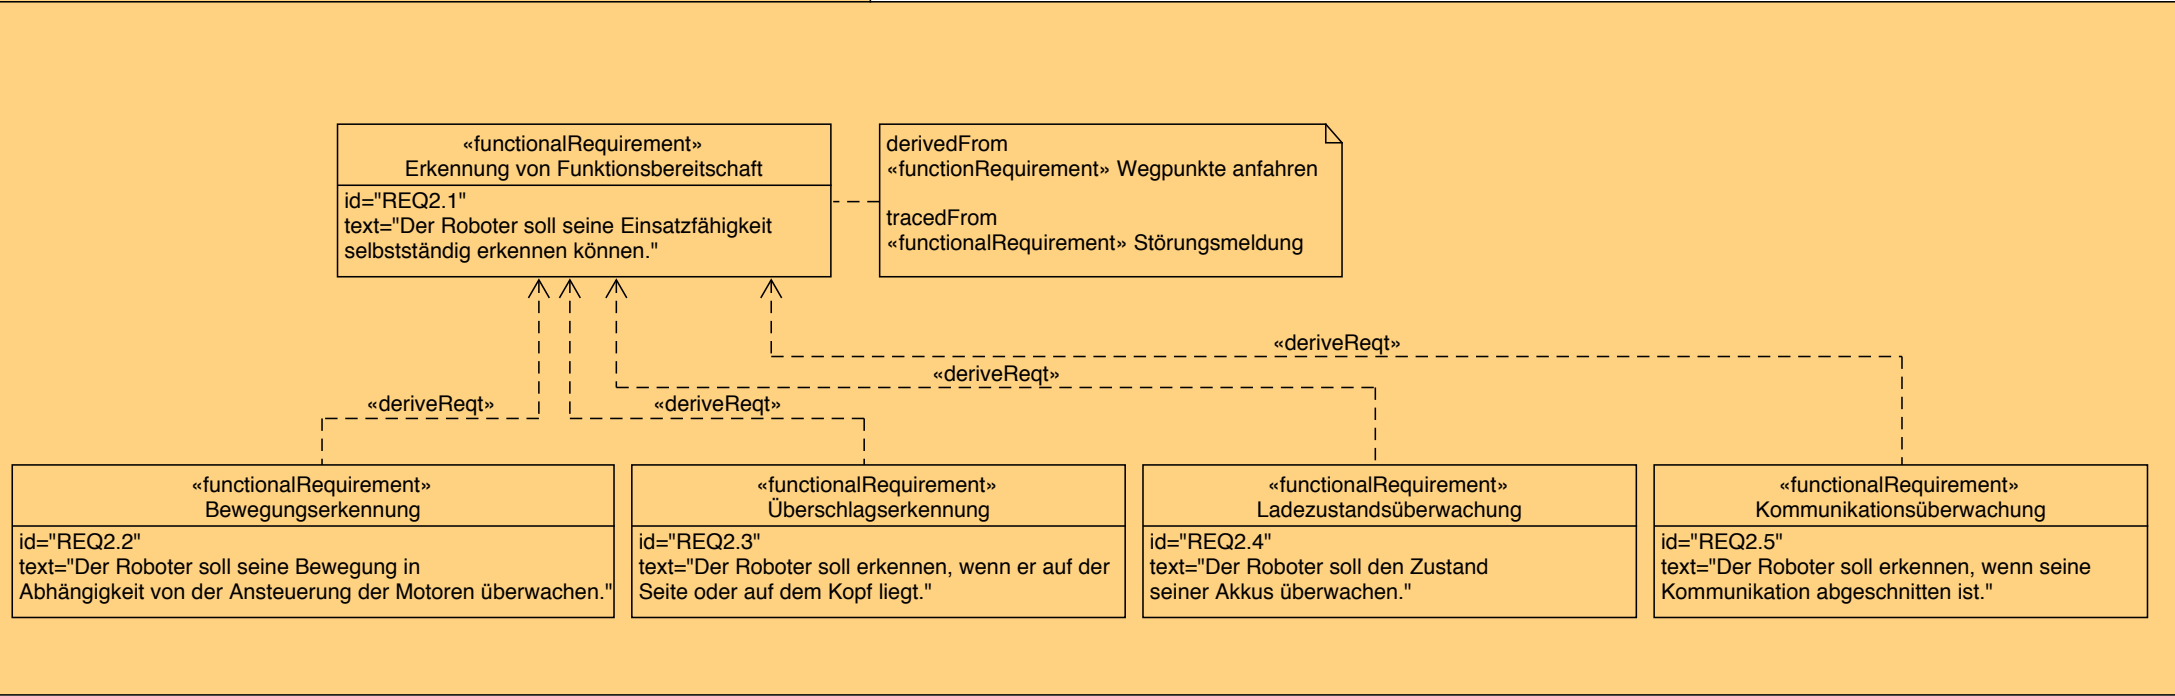 «functionalRequirement»
Erkennung von Funktionsbereitschaft
id="REQ2.1"
text="Der Roboter soll seine Einsatzfähigkeit
selbstständig erkennen können."
derivedFrom
«functionRequirement» Wegpunkte anfahren
tracedFrom
«functionalRequirement» Störungsmeldung
«deriveReqt»
«deriveReqt»
«deriveReqt»
«deriveReqt»
«functionalRequirement»
Bewegungserkennung
id="REQ2.2"
text="Der Roboter soll seine Bewegung in
Abhängigkeit von der Ansteuerung der Motoren überwachen."
«functionalRequirement»
Überschlagserkennung
id="REQ2.3"
text="Der Roboter soll erkennen, wenn er auf der
Seite oder auf dem Kopf liegt."
«functionalRequirement»
Ladezustandsüberwachung
id="REQ2.4"
text="Der Roboter soll den Zustand
seiner Akkus überwachen."
«functionalRequirement»
Kommunikationsüberwachung
id="REQ2.5"
text="Der Roboter soll erkennen, wenn seine
Kommunikation abgeschnitten ist."